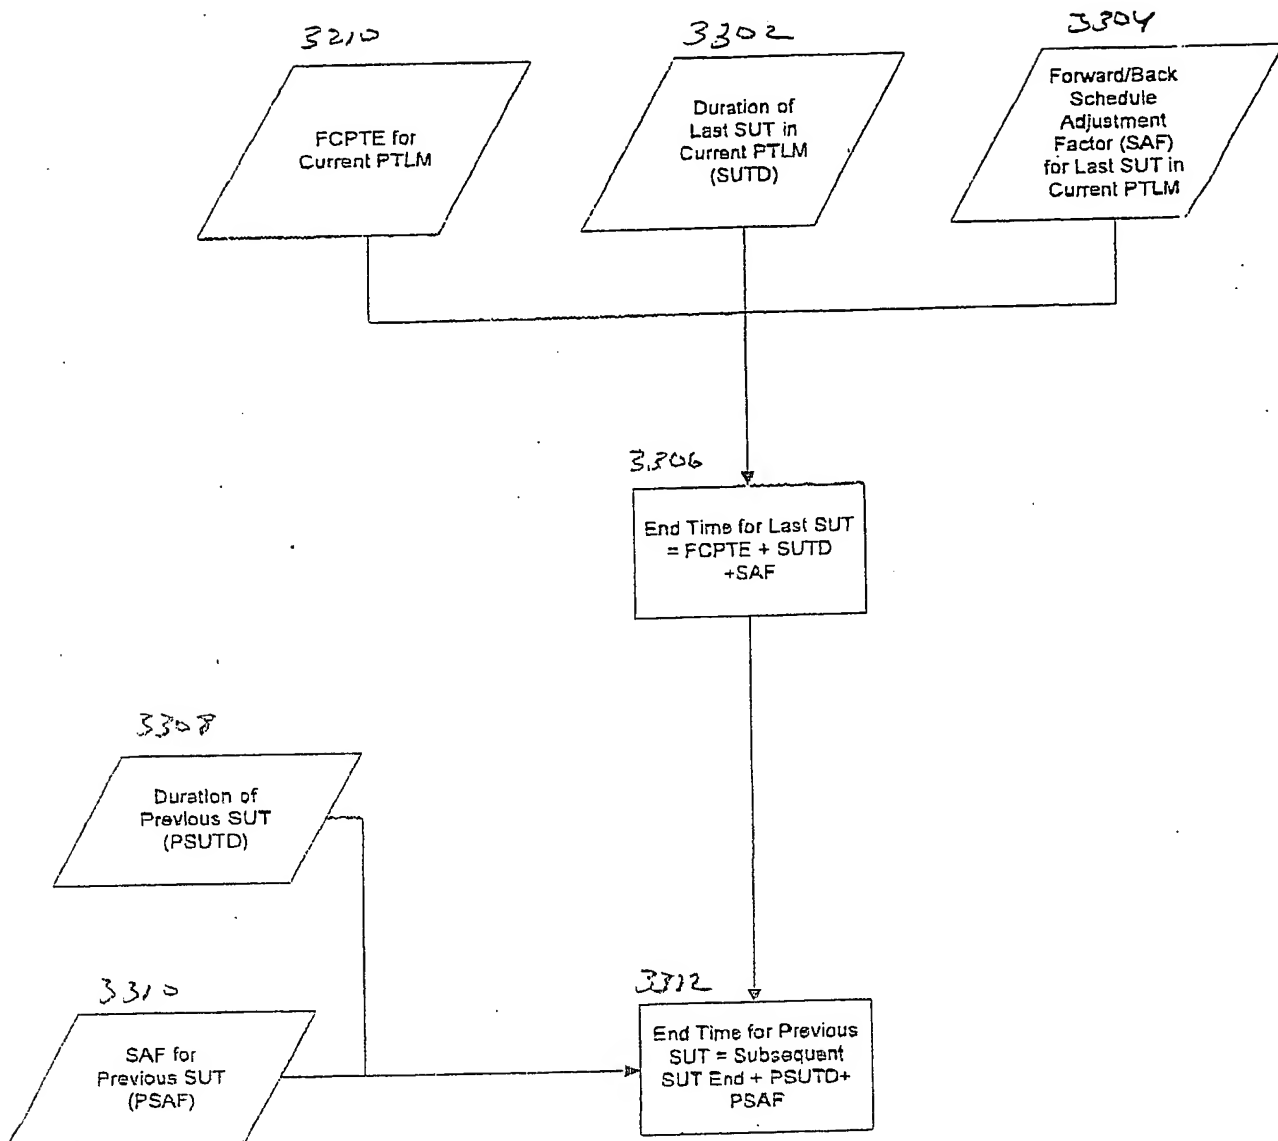 3210
FCPTE for
Current PTLM
3302
Duration of
Last SUT in
Current PTLM
(SUTD)
3304
Forward/Back
Schedule
Adjustment
Factor (SAF)
for Last SUT in
Current PTLM
3306
End Time for Last SUT
= FCPTE + SUTD
+SAF
3308
Duration of
Previous SUT
(PSUTD)
3310
SAF for
Previous SUT
(PSAF)
3312
End Time for Previous
SUT = Subsequent
SUT End + PSUTD+
PSAF